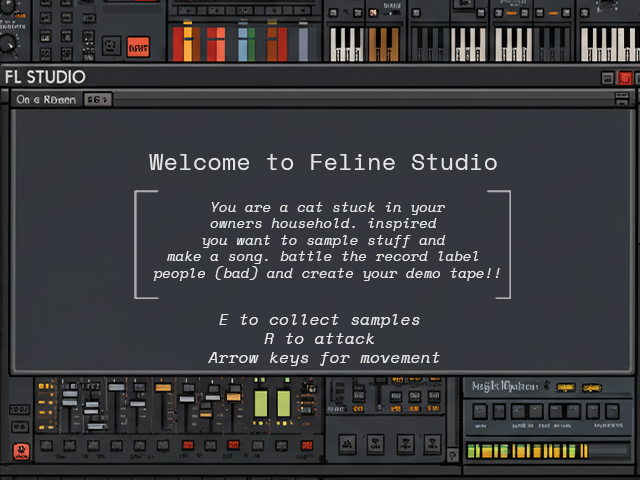 FL STUDIO
Welcome to Feline Studio
You are a cat stuck in your
owners household. inspired
you want to sample stuff and
make a song. battle the record label
people (bad) and create your demo tape!!
E to collect samples
R to attack
Arrow keys for movement